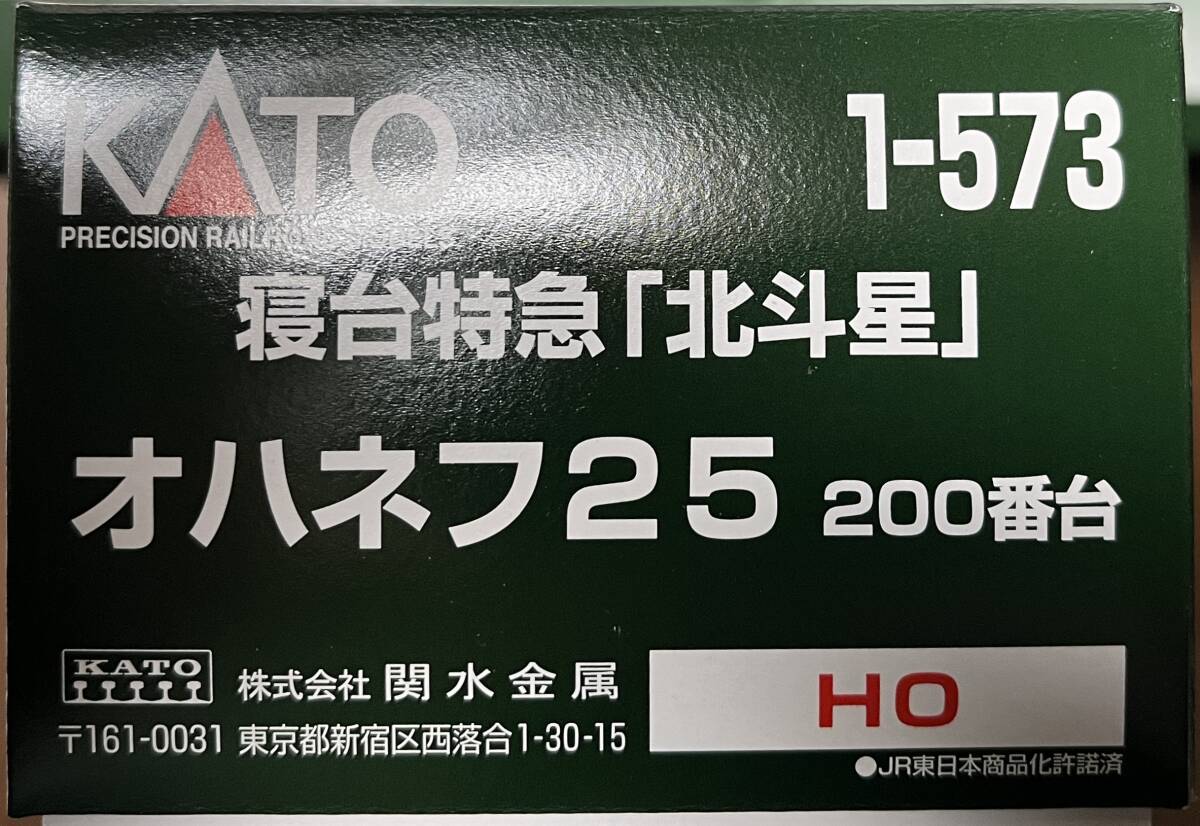 KATO
1-573
PRECISION
寝台特急「北斗星」
オハネフ25 200番台
KATO
株式会社 関水金属
〒161-0031 東京都新宿区西落合1-30-15
HO
●JR東日本商品化許諾済